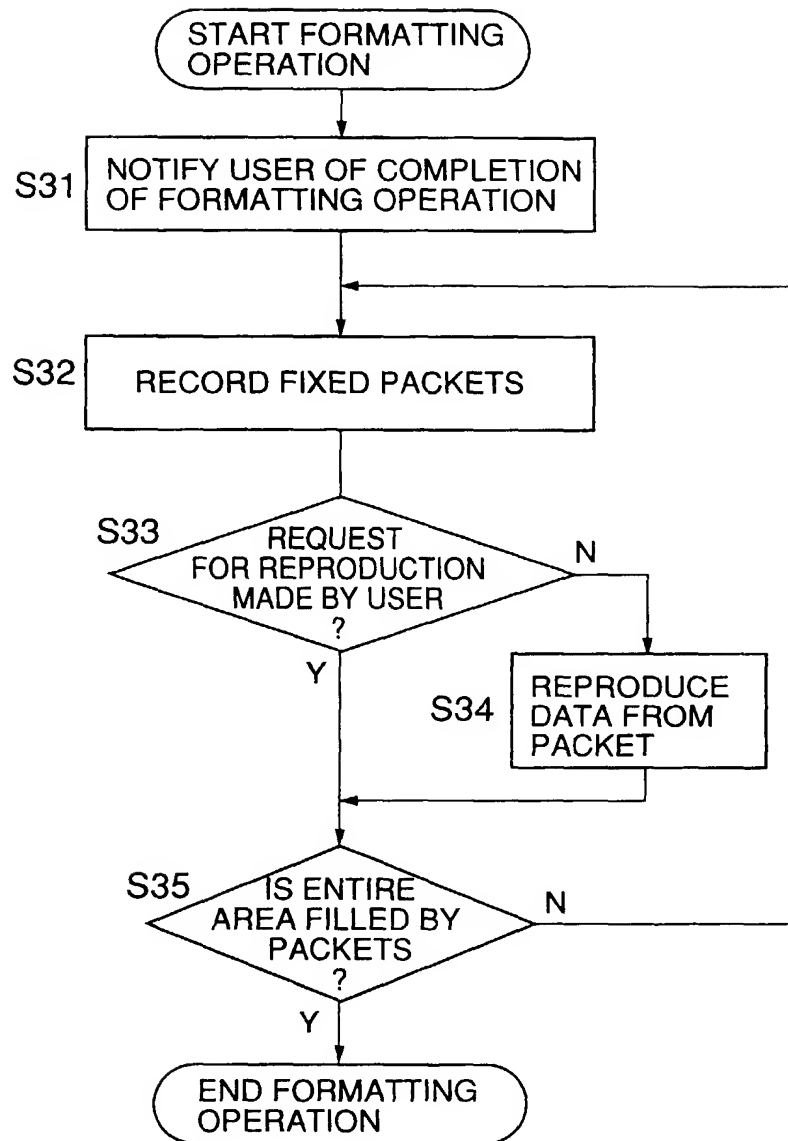 START FORMATTING
OPERATION
S31
NOTIFY USER OF COMPLETION
OF FORMATTING OPERATION
S32
RECORD FIXED PACKETS
S33
REQUEST
FOR REPRODUCTION
MADE BY USER
?
N
Y
S34
REPRODUCE
DATA FROM
PACKET
S35
IS ENTIRE
AREA FILLED BY
PACKETS
?
N
Y
END FORMATTING
OPERATION